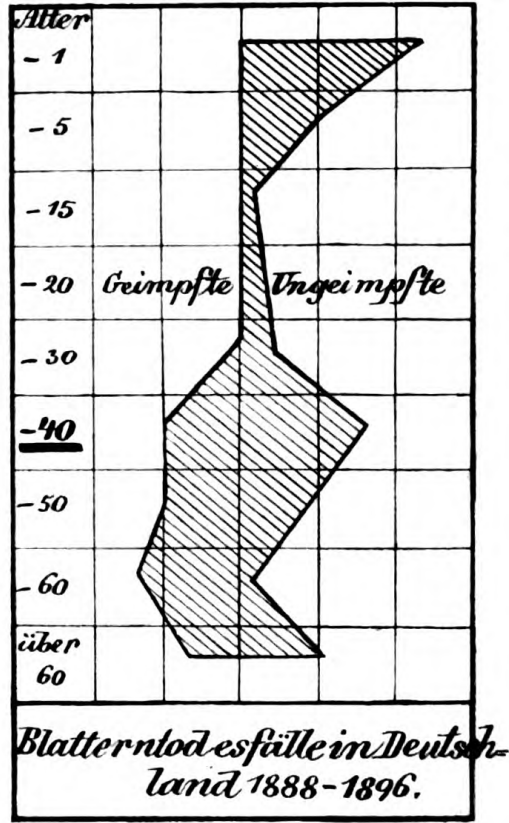 Alter
- 1
- 5
- 15
- 20 Geimpfte Ungeimpfte
- 30
-40
-50
-60
über
60
Blatterntodesfälle in Deutsch=
land 1888-1896.